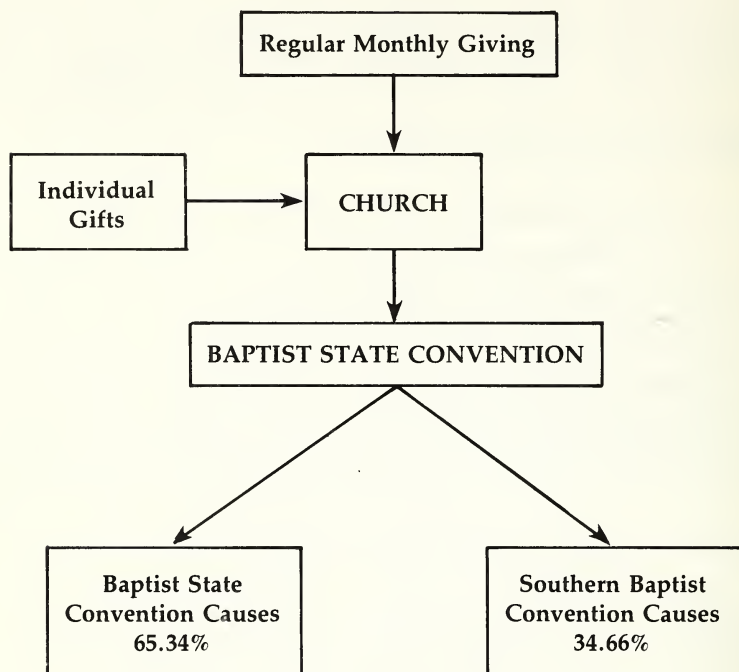 Regular Monthly Giving
Individual
Gifts
CHURCH
BAPTIST STATE CONVENTION
Baptist State
Convention Causes
65.34%
Southern Baptist
Convention Causes
34.66%